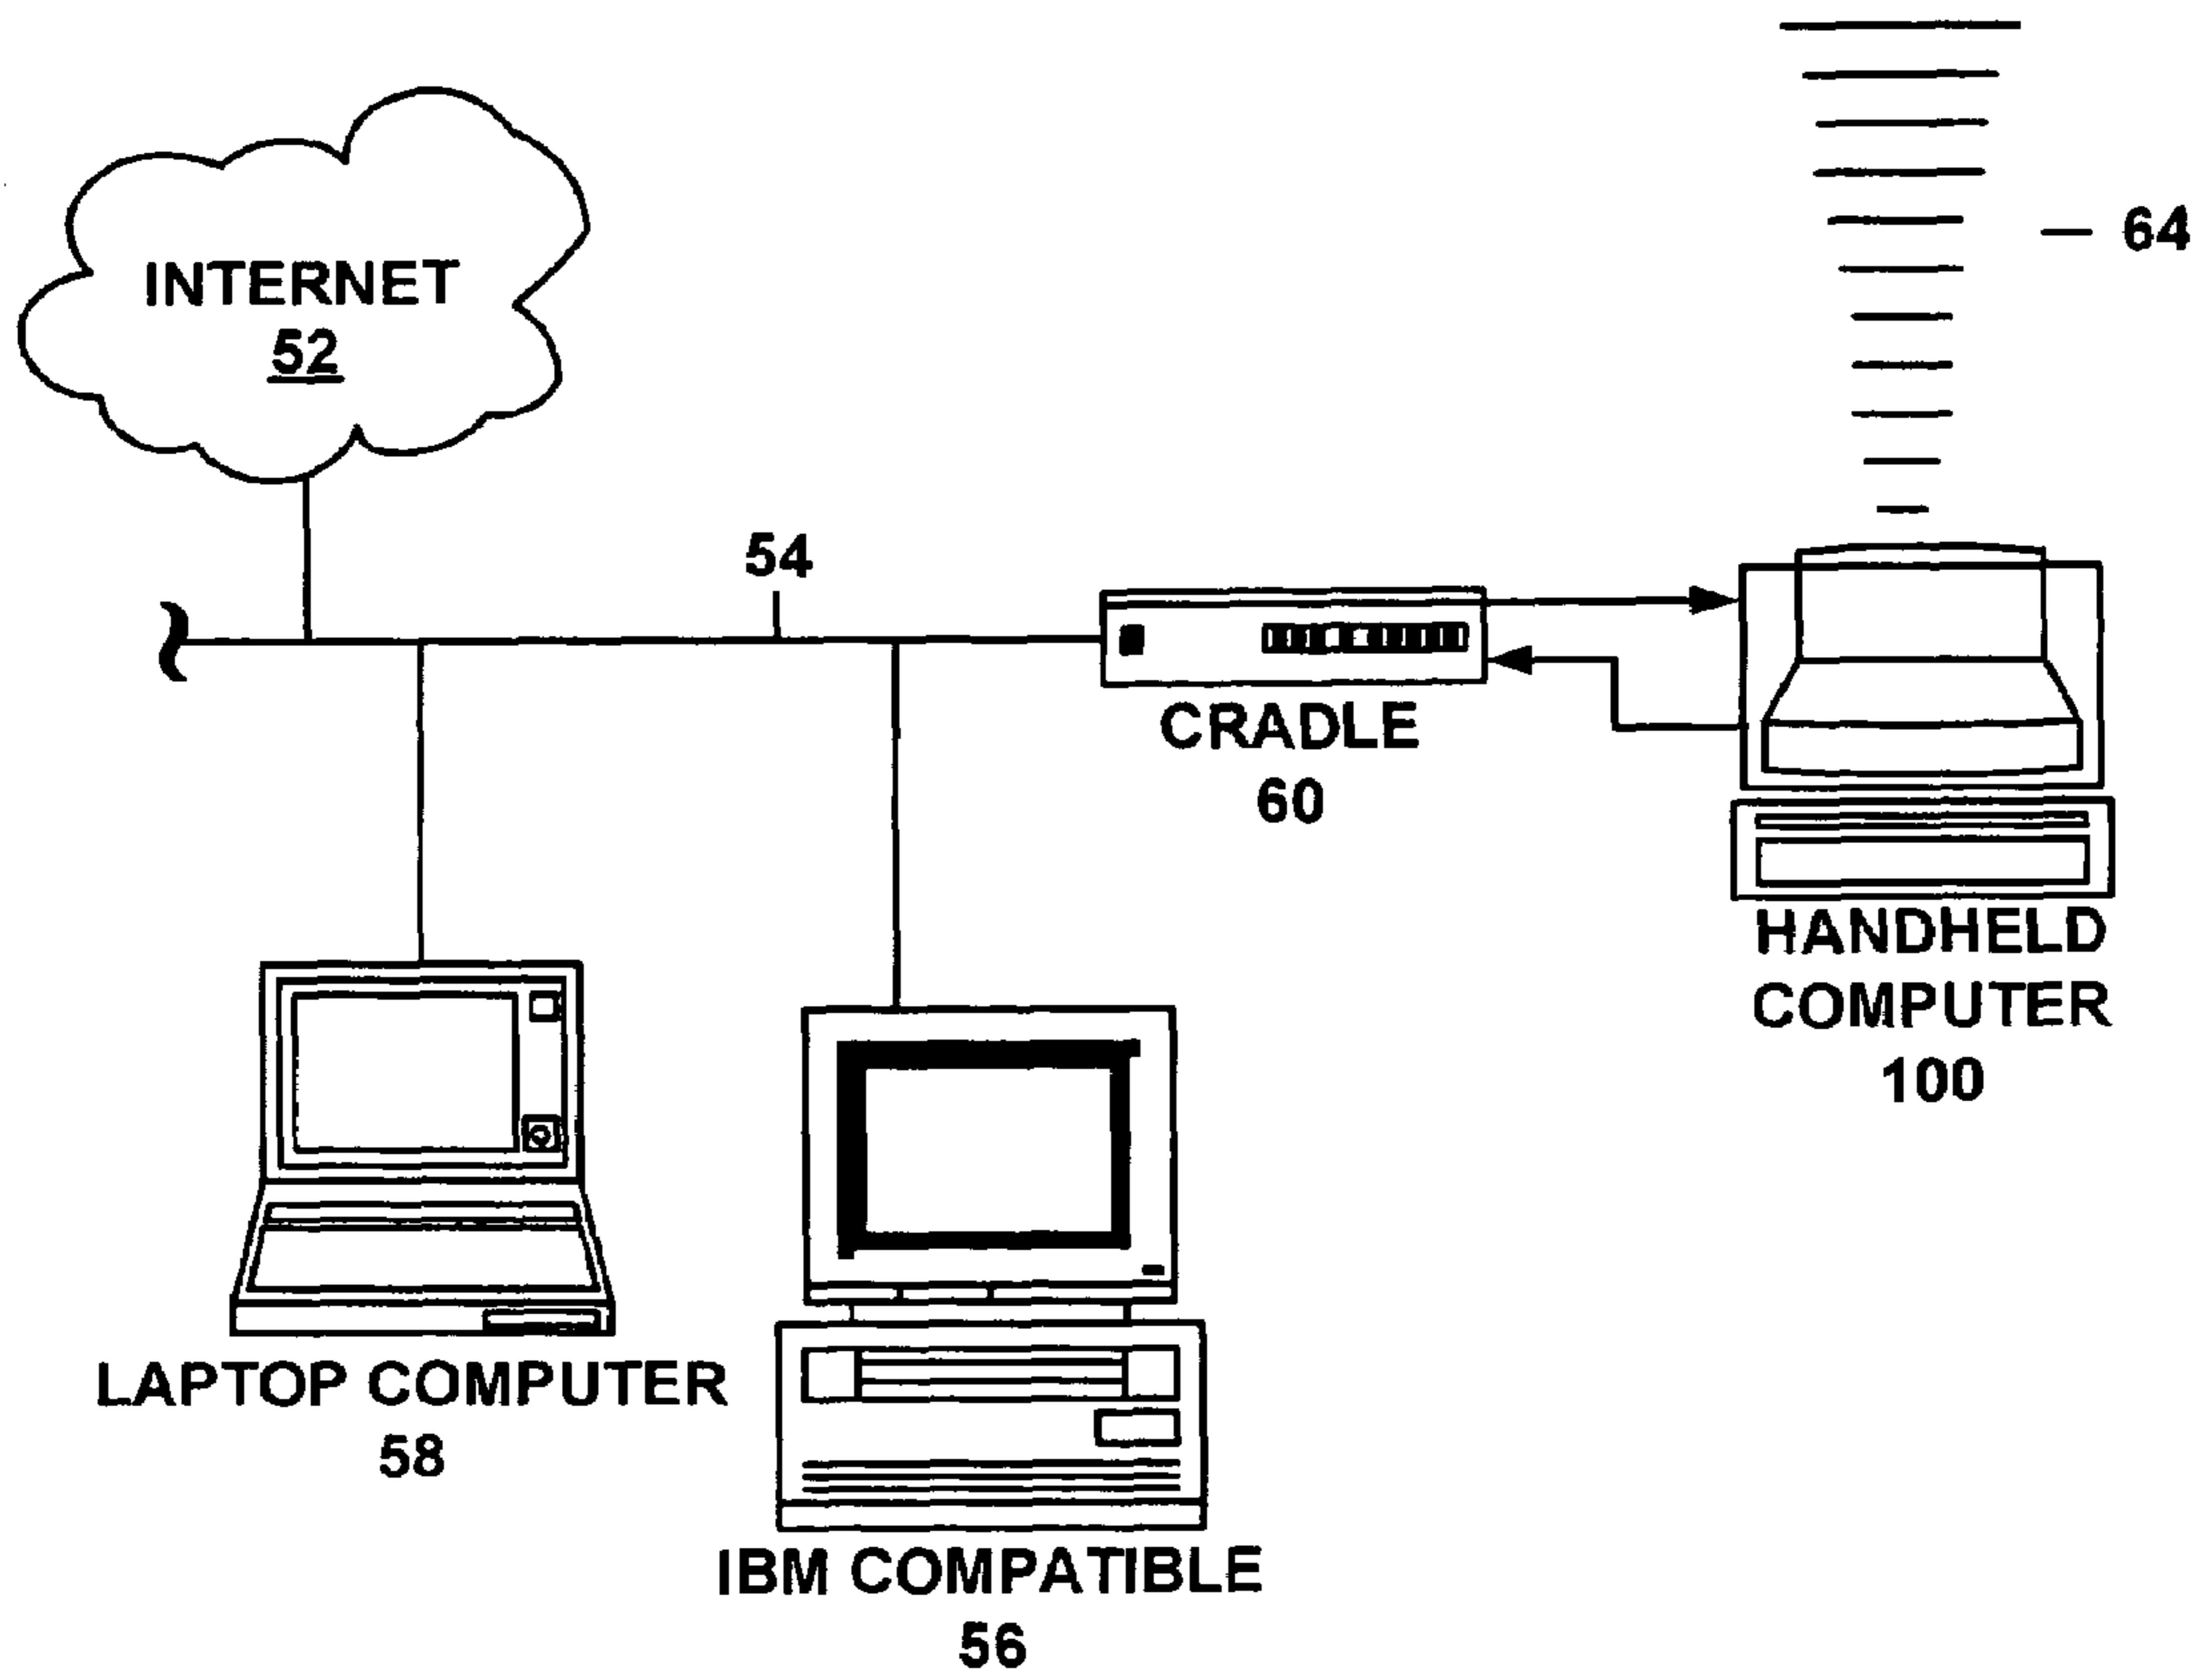 INTERNET
52
64
54
CRADLE
60
HANDHELD
COMPUTER
100
LAPTOP COMPUTER
58
IBM COMPATIBLE
56